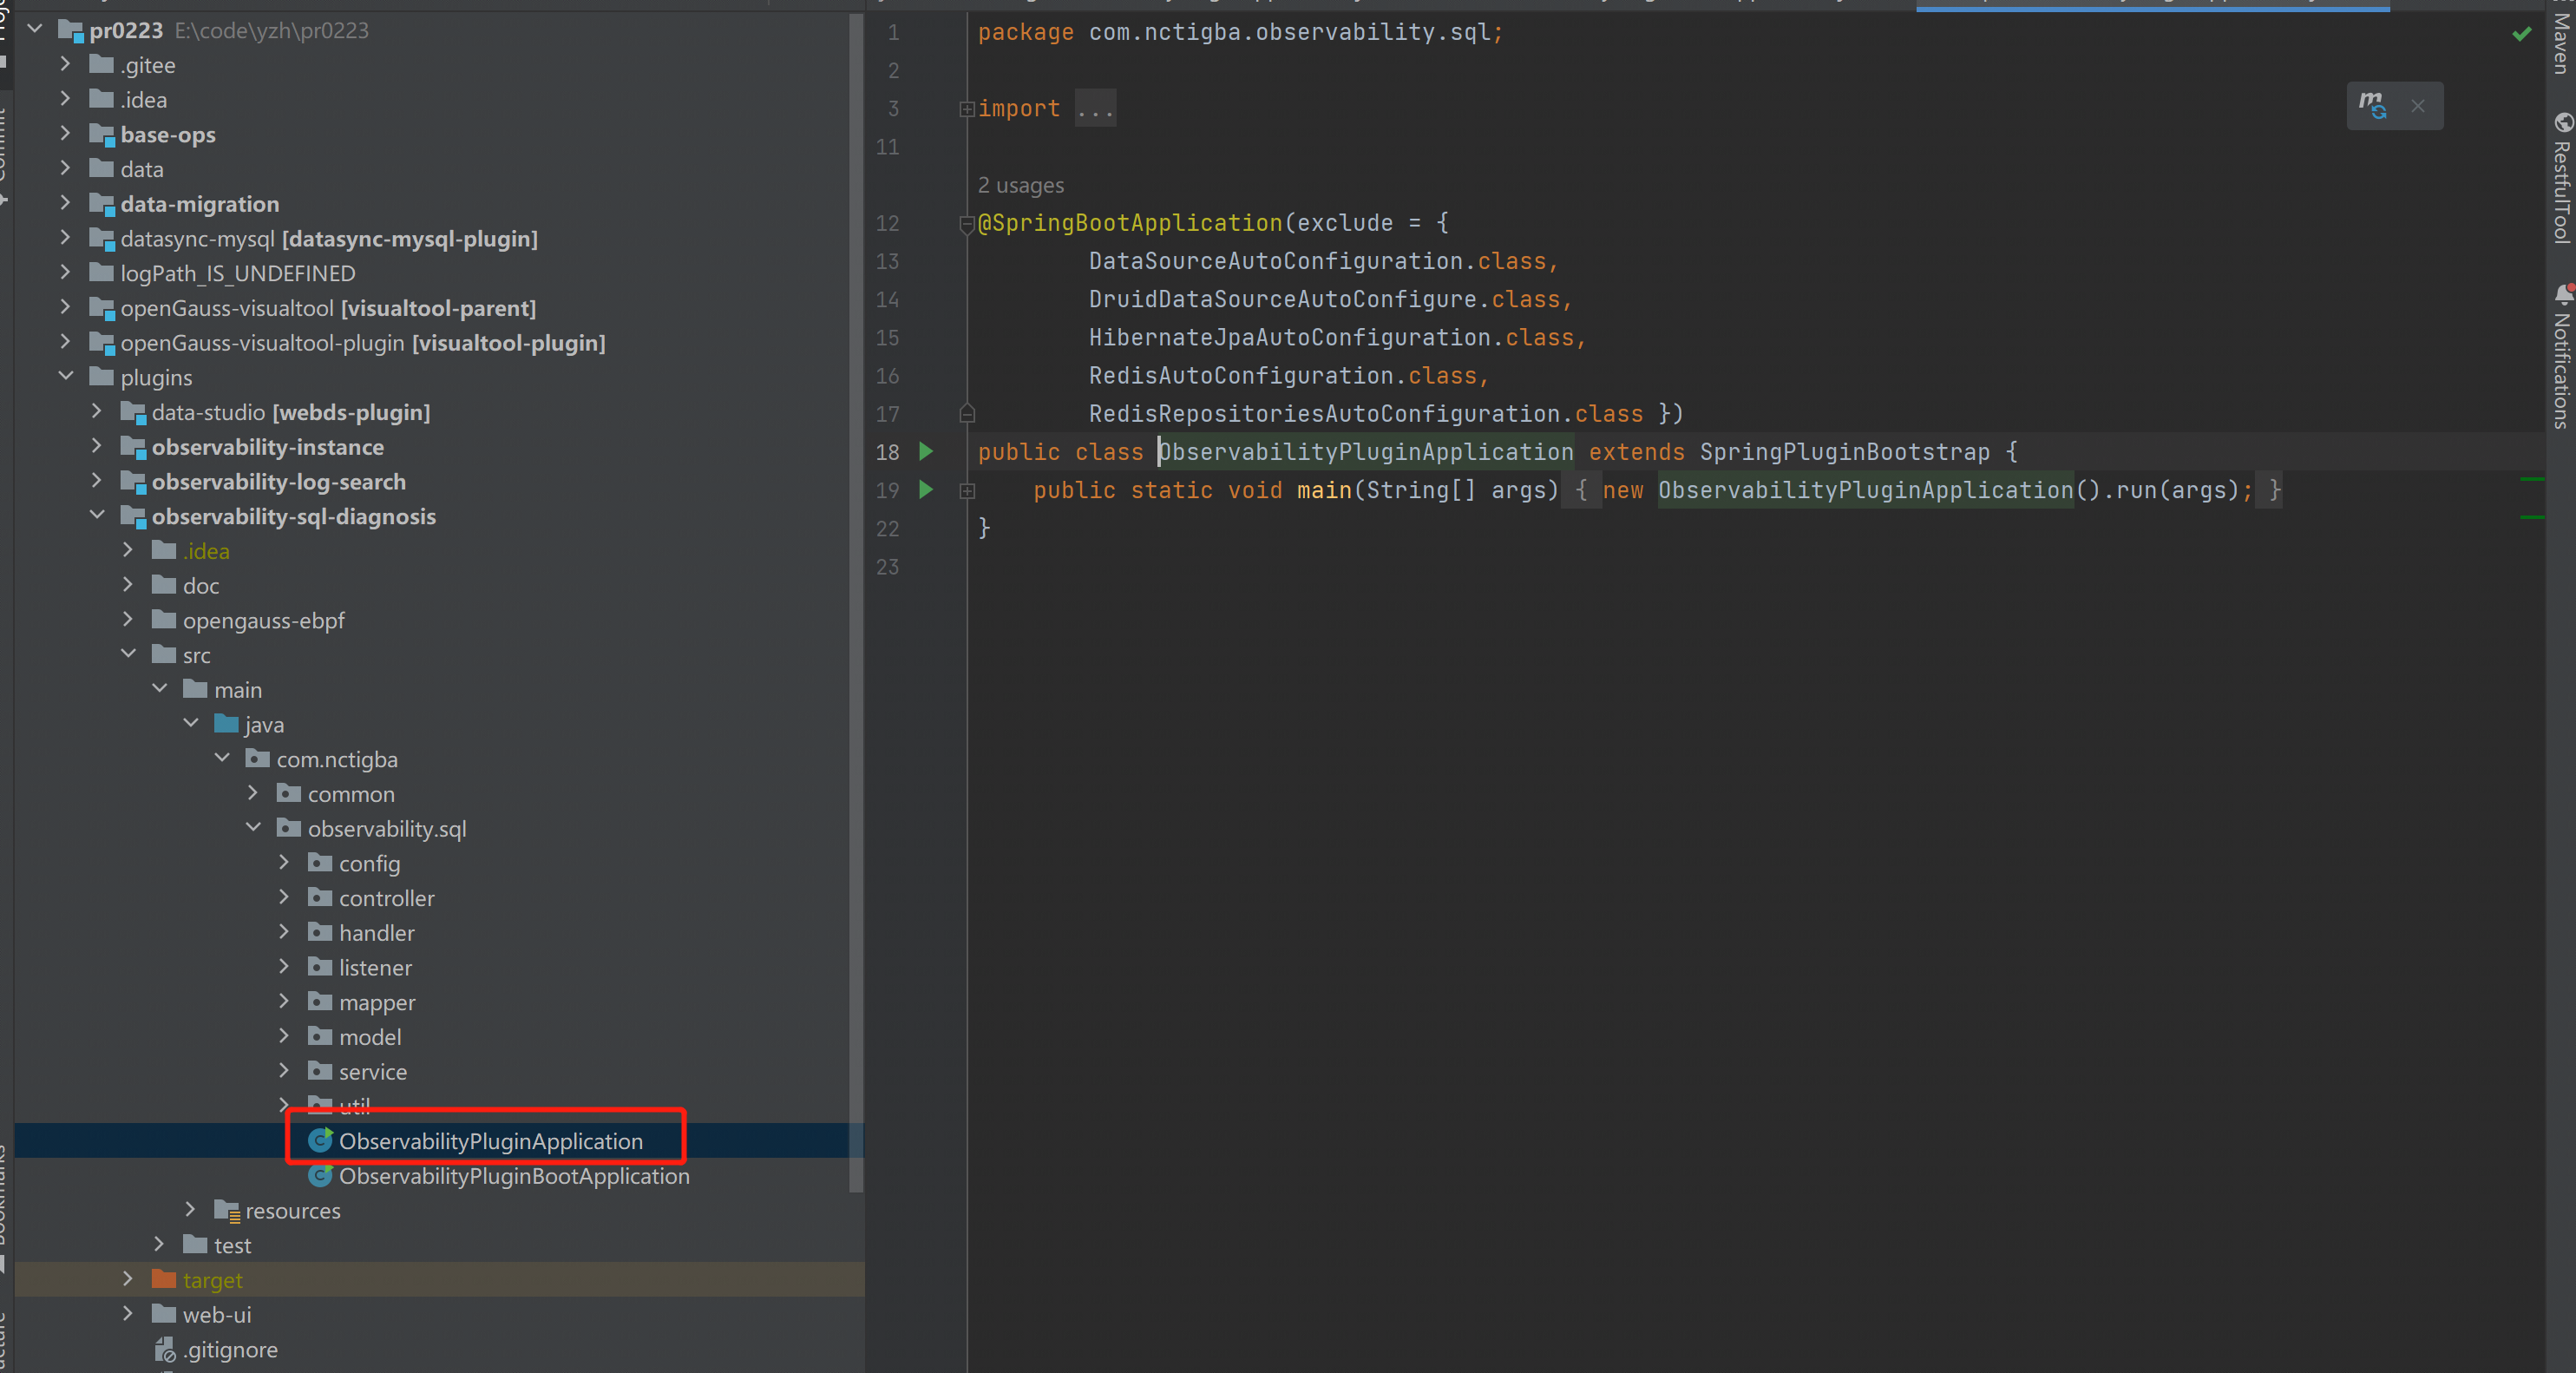 pr0223 E:\code\yzh\pr0223
.gitee
.idea
base-ops
data
data-migration
datasync-mysql [datasync-mysql-plugin]
logPath_IS_UNDEFINED
openGauss-visualtool [visualtool-parent]
openGauss-visualtool-plugin [visualtool-plugin]
plugins
data-studio [webds-plugin]
observability-instance
observability-log-search
observability-sql-diagnosis
.idea
doc
opengauss-ebpf
src
main
java
com.nctigba
common
observability.sql
config
controller
handler
listener
mapper
model
service
util
ObservabilityPluginApplication
ObservabilityPluginBootApplication
resources
test
target
web-ui
.gitignore
1 package com.nctigba.observability.sql;
2
3 import ...
11
2 usages
12 @SpringBootApplication(exclude = {
13 DataSourceAutoConfiguration.class,
14 DruidDataSourceAutoConfigure.class,
15 HibernateJpaAutoConfiguration.class,
16 RedisAutoConfiguration.class,
17 RedisRepositoriesAutoConfiguration.class })
18 public class ObservabilityPluginApplication extends SpringPluginBootstrap {
19 public static void main(String[] args) { new ObservabilityPluginApplication().run(args); }
22 }
23
Maven
RestfulTool
Notifications
Commit
Bookmarks